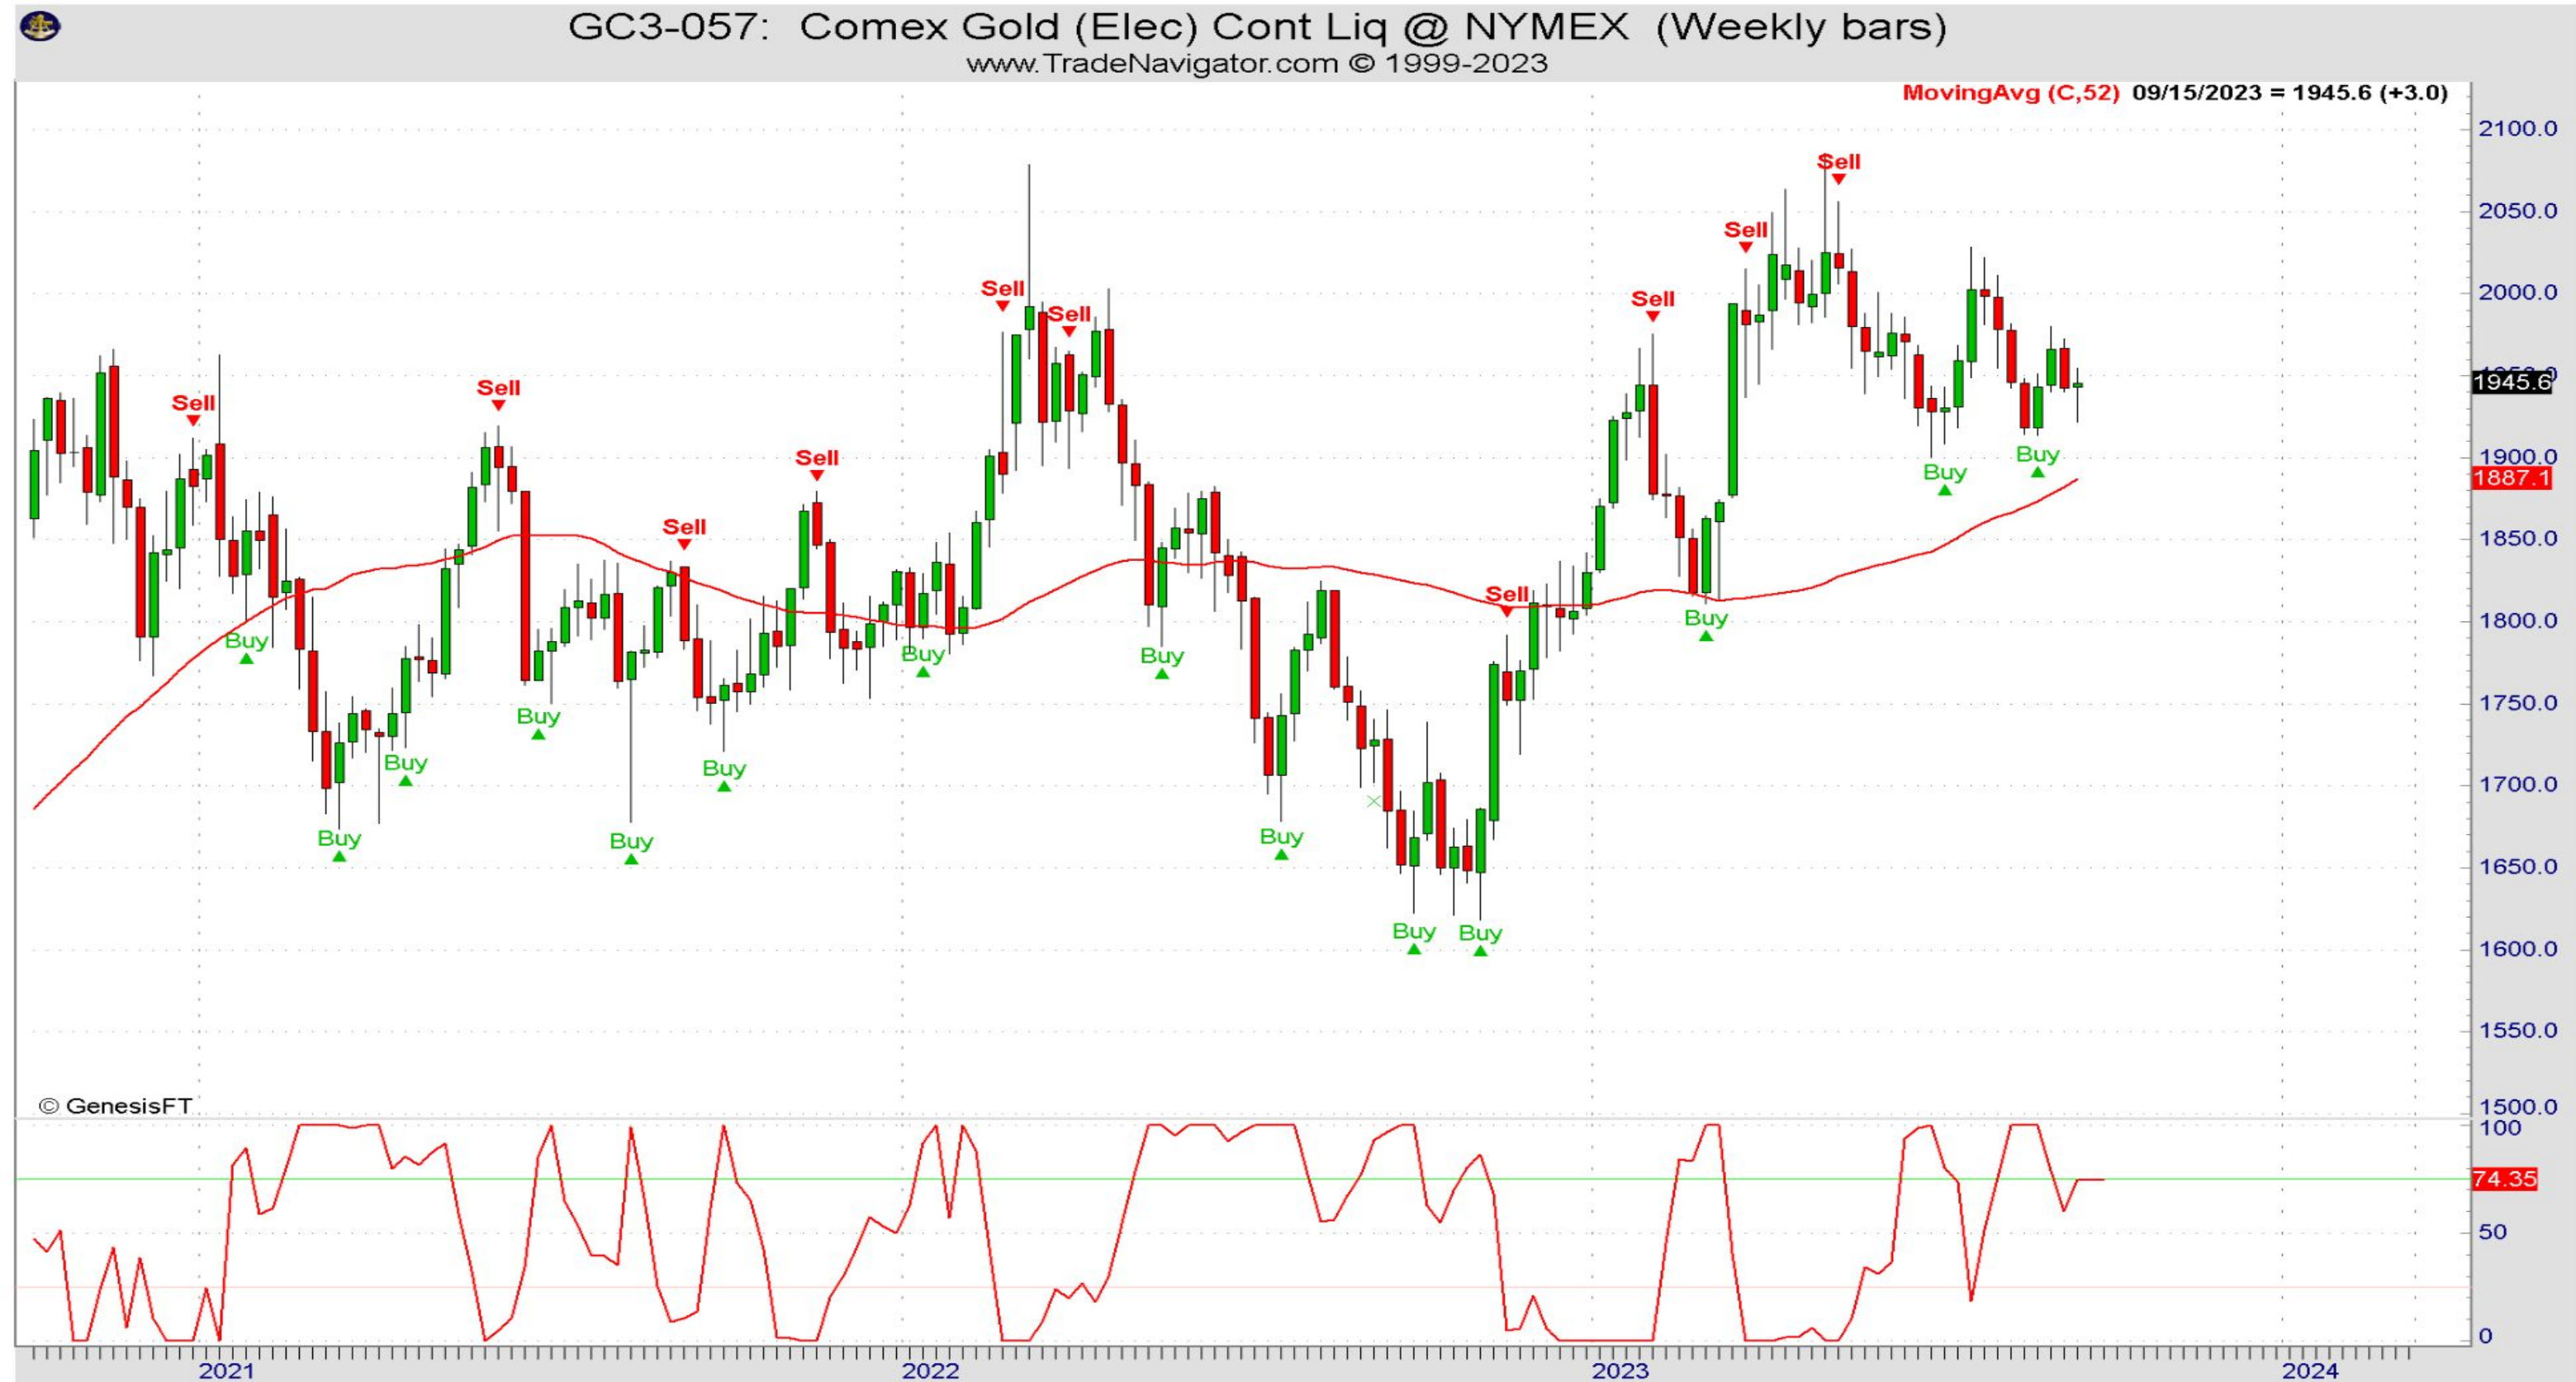 GC3-057: Comex Gold (Elec) Cont Liq @ NYMEX (Weekly bars)
www.TradeNavigator.com © 1999-2023
MovingAvg (C,52) 09/15/2023 = 1945.6 (+3.0)
2100.0
Sell
2050.0
Sell
Sell
Sell
2000.0
Sell
1945.6
Sell
Sell
Sell
Buy
Buy
1900.0
1887.1
Sell
1850.0
Sell
Buy
Buy
Buy
Buy
1800.0
Buy
1750.0
Buy
Buy
1700.0
Buy
Buy
Buy
1650.0
Buy
Buy
1600.0
1550.0
© GenesisFT
1500.0
100
74.35
50
0
2021
2022
2023
2024